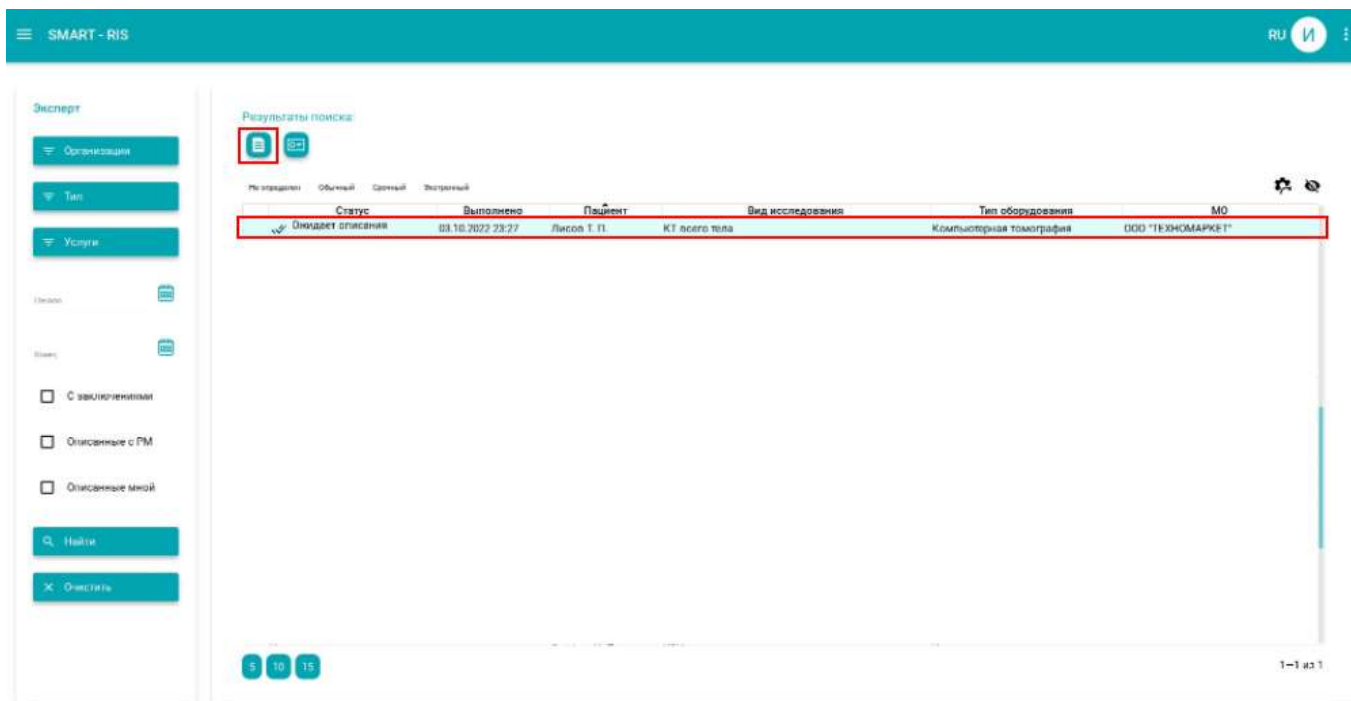 SMART - RIS
RU И
Эксперт
Организации
Тип
Услуги
Начало
Конец
С заключениями
Описанные с РМ
Описанные мной
Найти
Очистить
Результаты поиска:
Не определен Обычный Срочный Экстренный
Статус Выполнено Пациент Вид исследования Тип оборудования МО
Ожидает описания 03.10.2022 23:27 Лисов Т. П. КТ всего тела Компьютерная томография ООО "ТЕХНОМАРКЕТ"
5 10 15
1–1 из 1